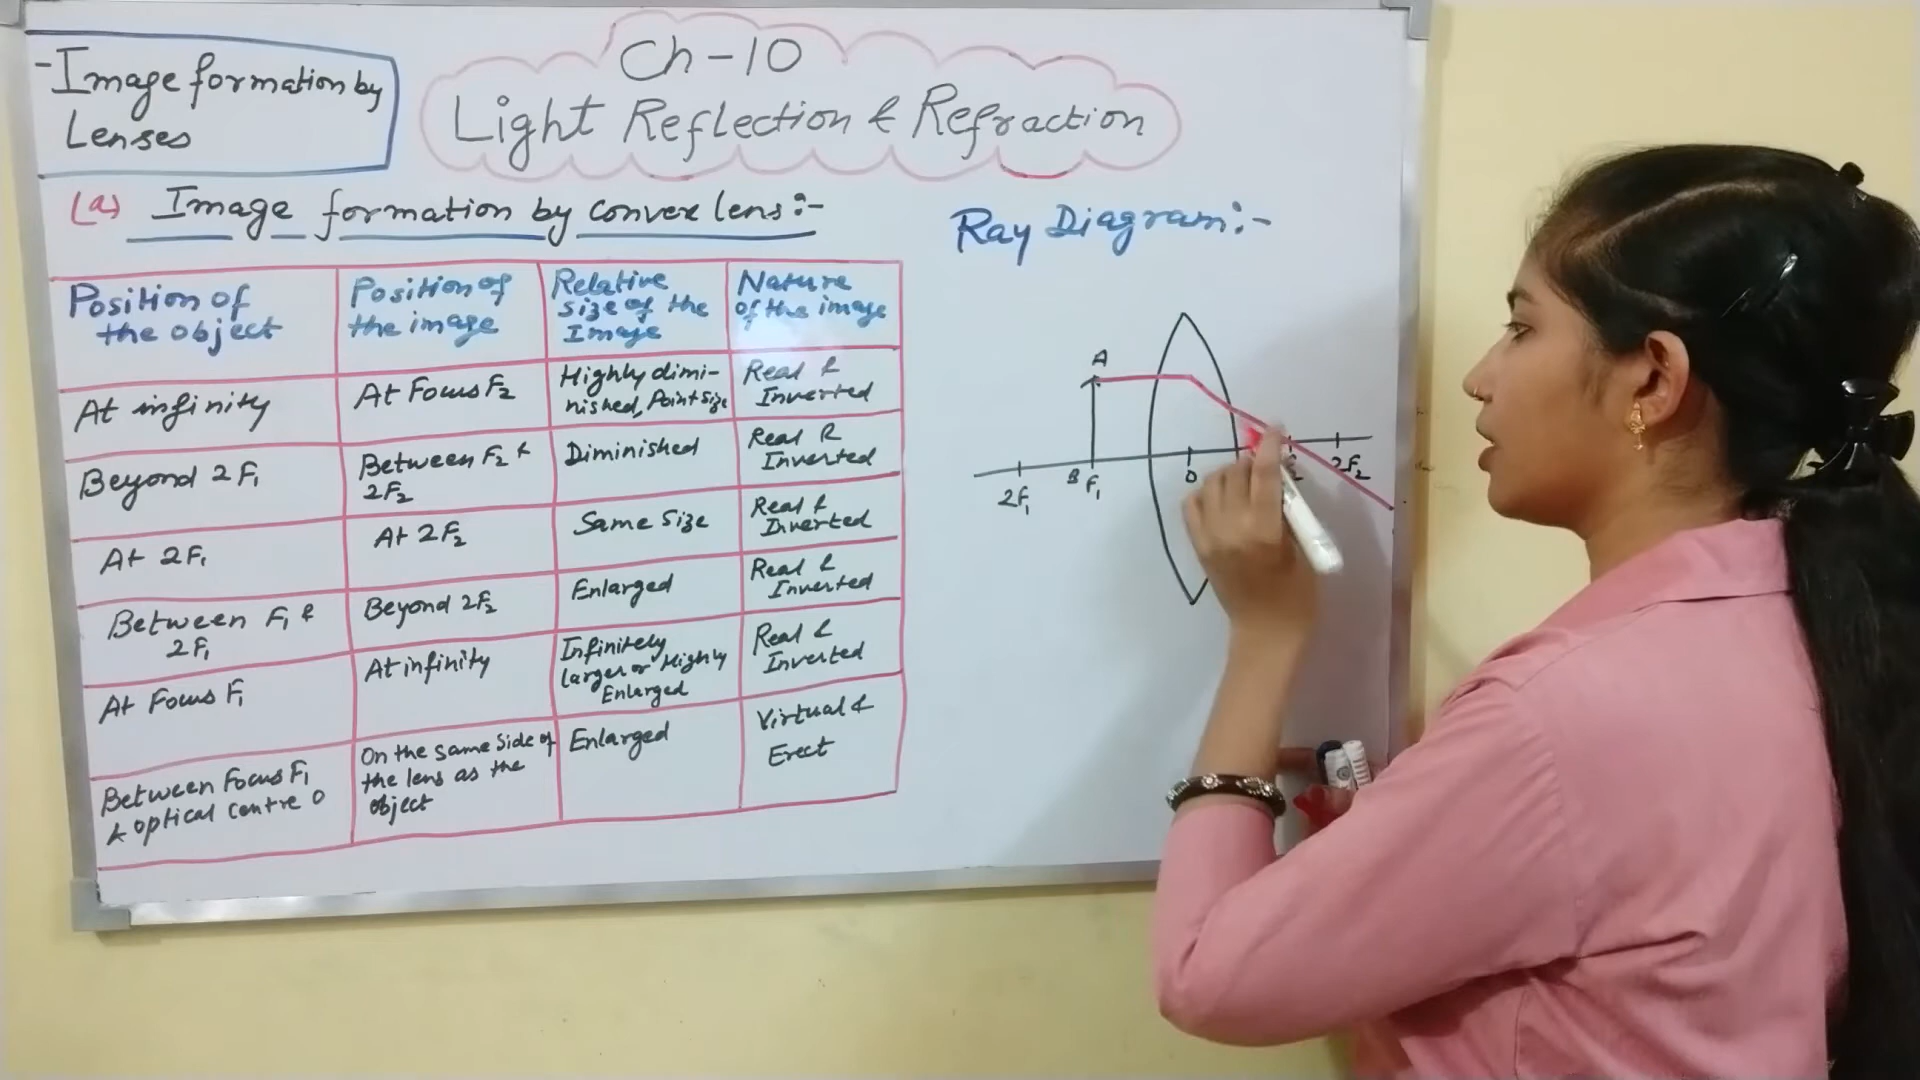 -Image formation by
Lenses
Ch-10
Light Reflection & Refraction
(a) Image formation by convex lens:-
Position of
the object
Position of
the image
Relative
size of the
Image
Nature
of the image
At infinity
At Focus F2
Highly dimi-
nished, Point size
Real &
Inverted
Beyond 2F1
Between F2 &
2F2
Diminished
Real &
Inverted
At 2F1
At 2F2
Same size
Real &
Inverted
Between F1 &
2F1
Beyond 2F2
Enlarged
Real &
Inverted
At Focus F1
At infinity
Infinitely
larger or Highly
Enlarged
Real &
Inverted
Between Focus F1
& optical centre O
On the same side of
the lens as the
object
Enlarged
Virtual &
Erect
Ray Diagram:-
A
2F1
B
F1
O
2F2